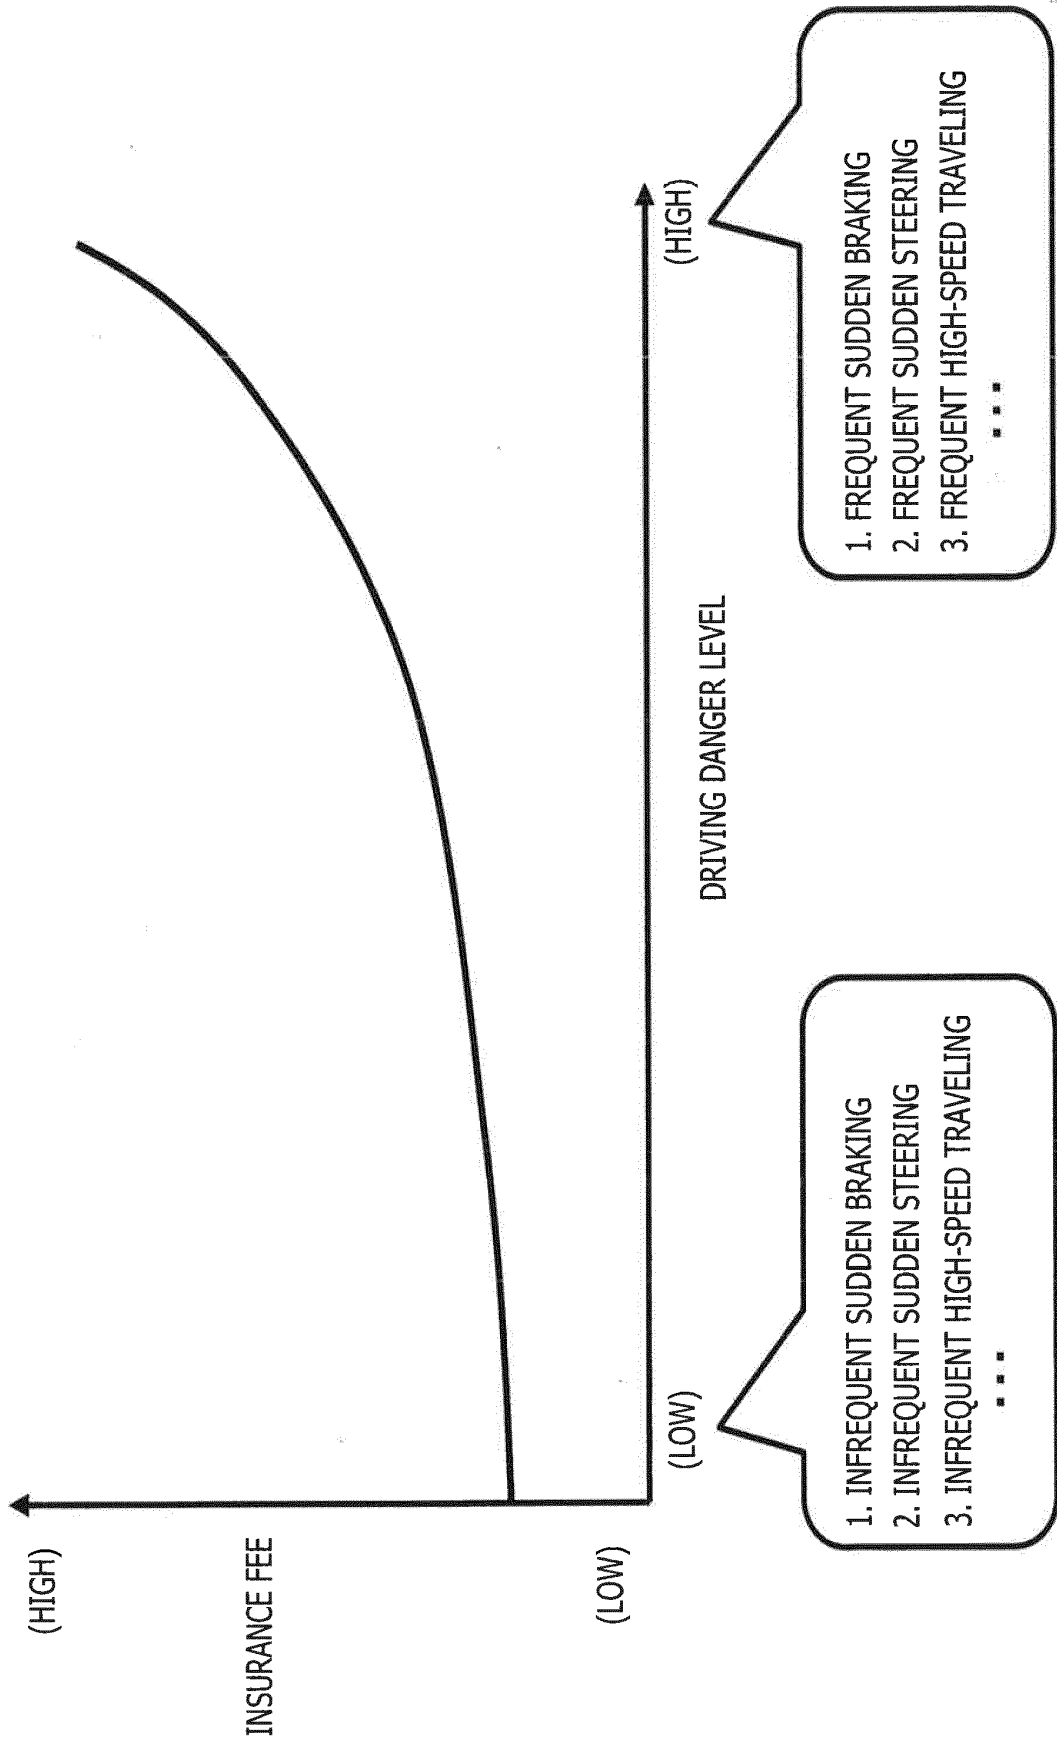 (HIGH)
INSURANCE FEE
(LOW)
(LOW)
(HIGH)
DRIVING DANGER LEVEL
1. INFREQUENT SUDDEN BRAKING
2. INFREQUENT SUDDEN STEERING
3. INFREQUENT HIGH-SPEED TRAVELING
...
1. FREQUENT SUDDEN BRAKING
2. FREQUENT SUDDEN STEERING
3. FREQUENT HIGH-SPEED TRAVELING
...